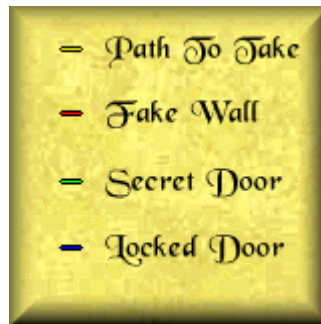 Path To Take
Fake Wall
Secret Door
Locked Door